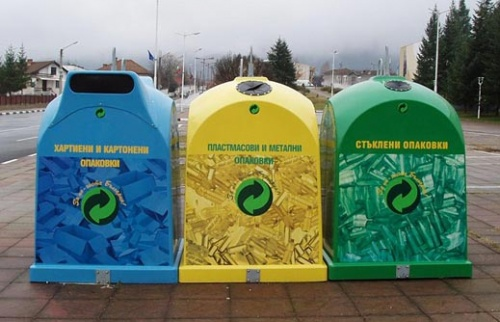 ХАРТИЕНИ И КАРТОНЕНИ
ОПАКОВКИ
ПЛАСТМАСОВИ И МЕТАЛНИ
ОПАКОВКИ
СТЪКЛЕНИ ОПАКОВКИ